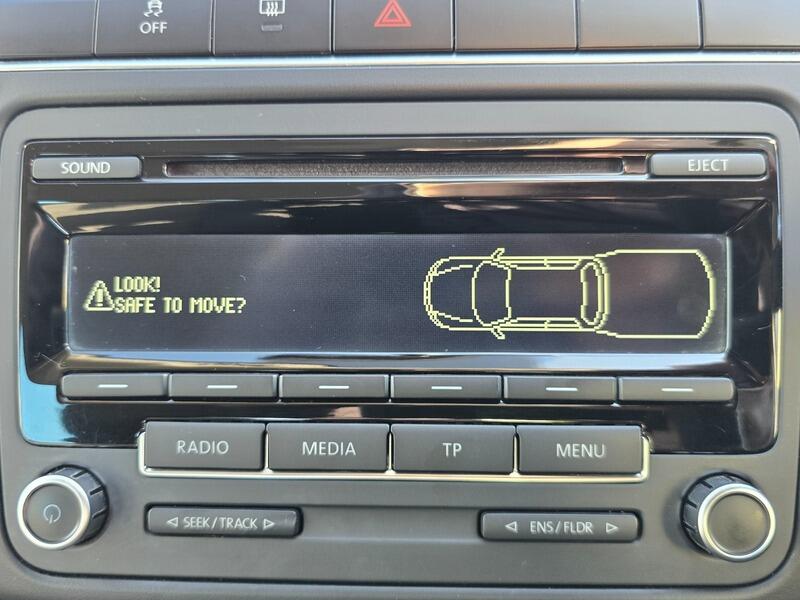 OFF
SOUND
EJECT
LOOK!
SAFE TO MOVE?
RADIO
MEDIA
TP
MENU
SEEK/TRACK
ENS/FLDR